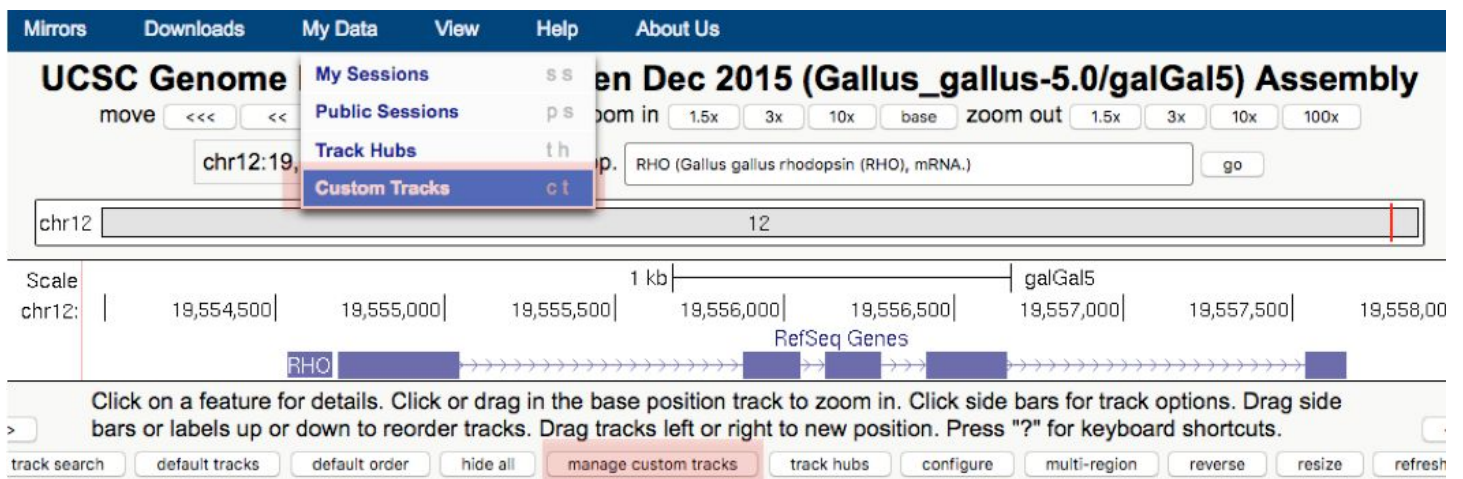 Mirrors Downloads My Data View Help About Us
UCSC Genome en Dec 2015 (Gallus_gallus-5.0/galGal5) Assembly
My Sessions s s
Public Sessions p s
Track Hubs t h
Custom Tracks c t
move <<< << oom in 1.5x 3x 10x base zoom out 1.5x 3x 10x 100x
chr12:19, p. RHO (Gallus gallus rhodopsin (RHO), mRNA.) go
chr12 12
Scale 1 kb galGal5
chr12: 19,554,500 19,555,000 19,555,500 19,556,000 19,556,500 19,557,000 19,557,500 19,558,00
RefSeq Genes
RHO
Click on a feature for details. Click or drag in the base position track to zoom in. Click side bars for track options. Drag side
> bars or labels up or down to reorder tracks. Drag tracks left or right to new position. Press "?" for keyboard shortcuts.
track search default tracks default order hide all manage custom tracks track hubs configure multi-region reverse resize refresh